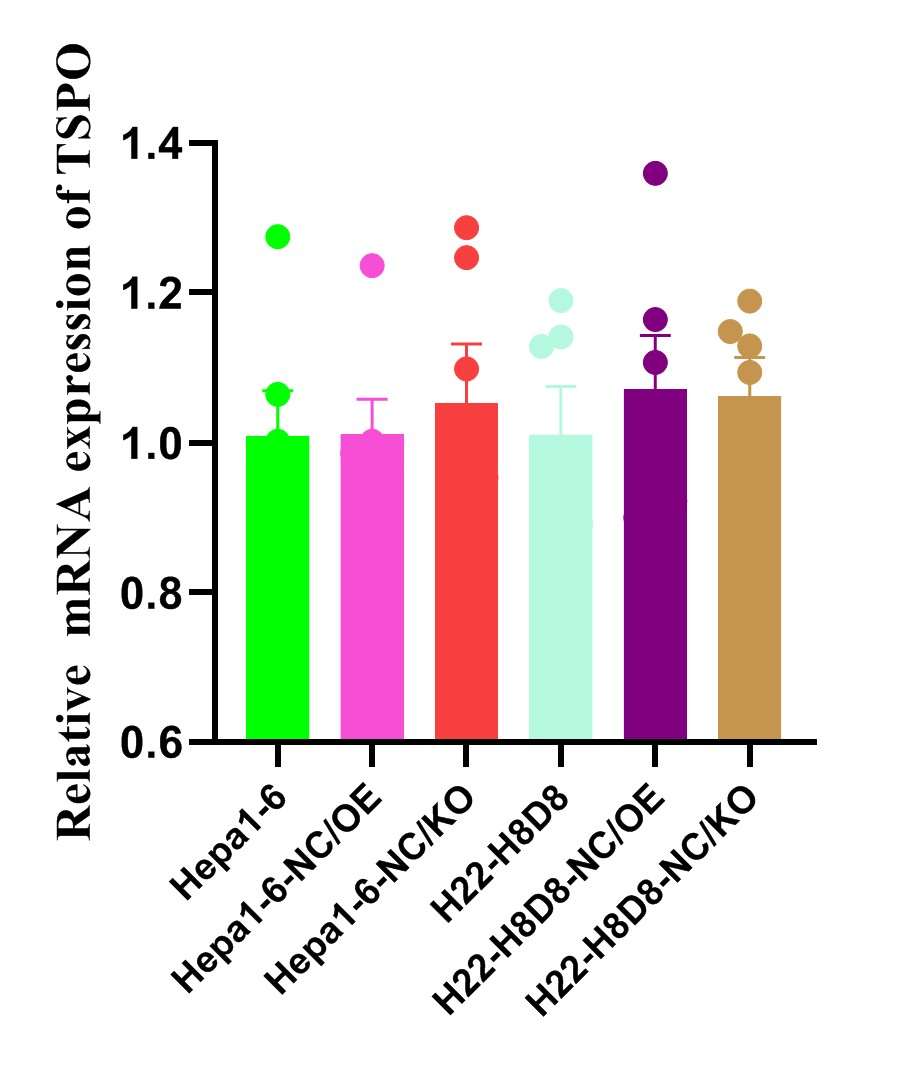 Relative mRNA expression of TSPO
1.4
1.2
1.0
0.8
0.6
Hepa1-6
Hepa1-6-NC/OE
Hepa1-6-NC/KO
H22-H8D8
H22-H8D8-NC/OE
H22-H8D8-NC/KO